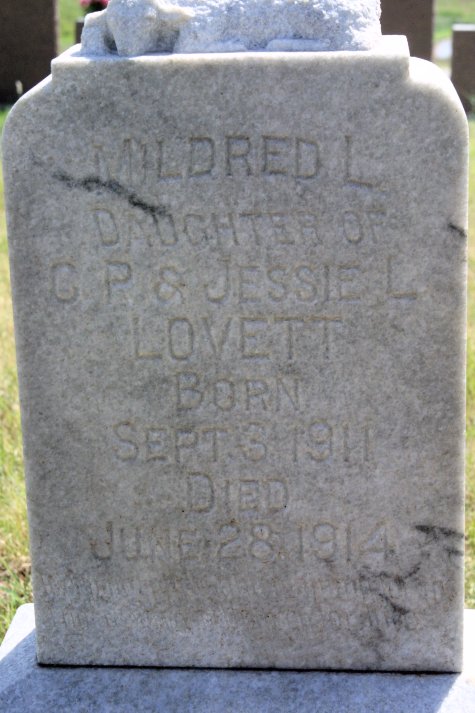 MILDRED L.
DAUGHTER OF
C. P. & JESSIE L.
LOVETT
BORN
SEPT. 3. 1911
DIED
JUNE 28. 1914